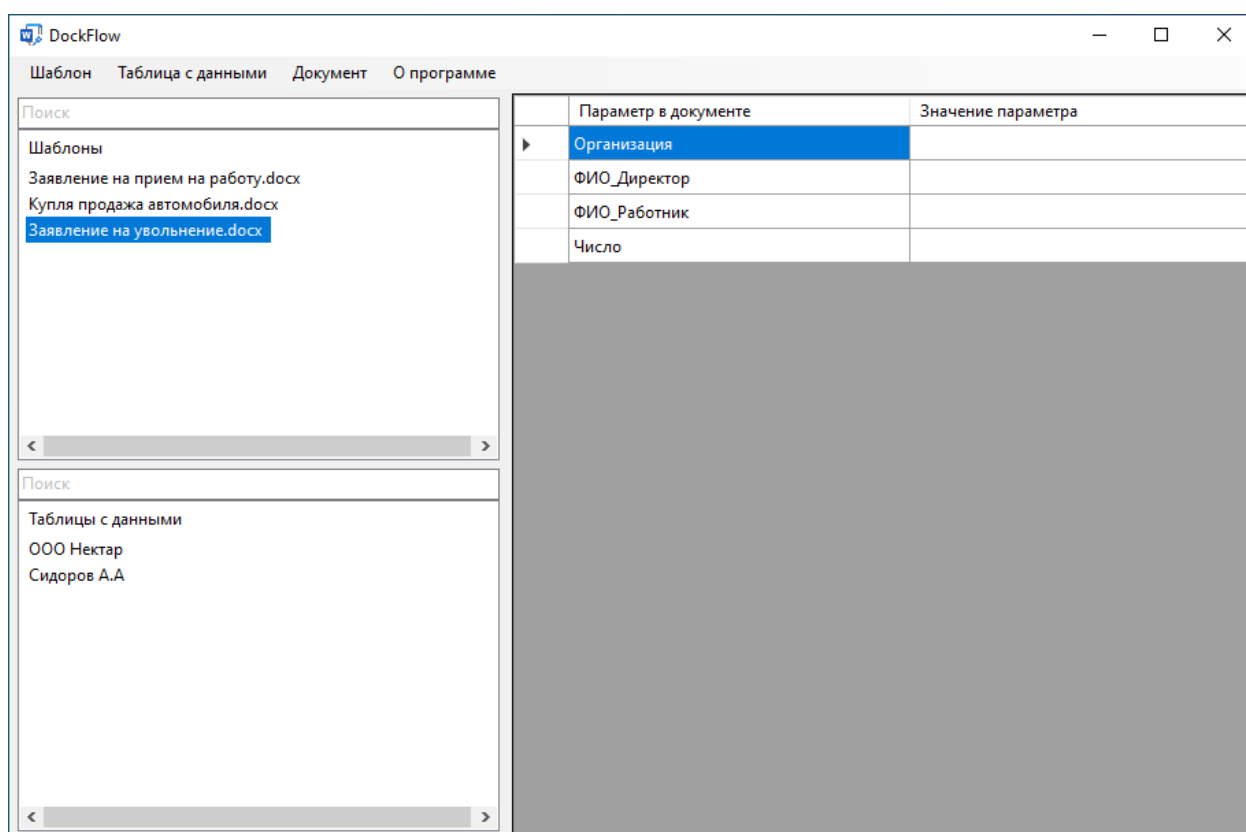 DockFlow
Шаблон Таблица с данными Документ О программе
Поиск
Шаблоны
Заявление на прием на работу.docx
Купля продажа автомобиля.docx
Заявление на увольнение.docx
Поиск
Таблицы с данными
ООО Нектар
Сидоров А.А
Параметр в документе Значение параметра
Организация
ФИО_Директор
ФИО_Работник
Число